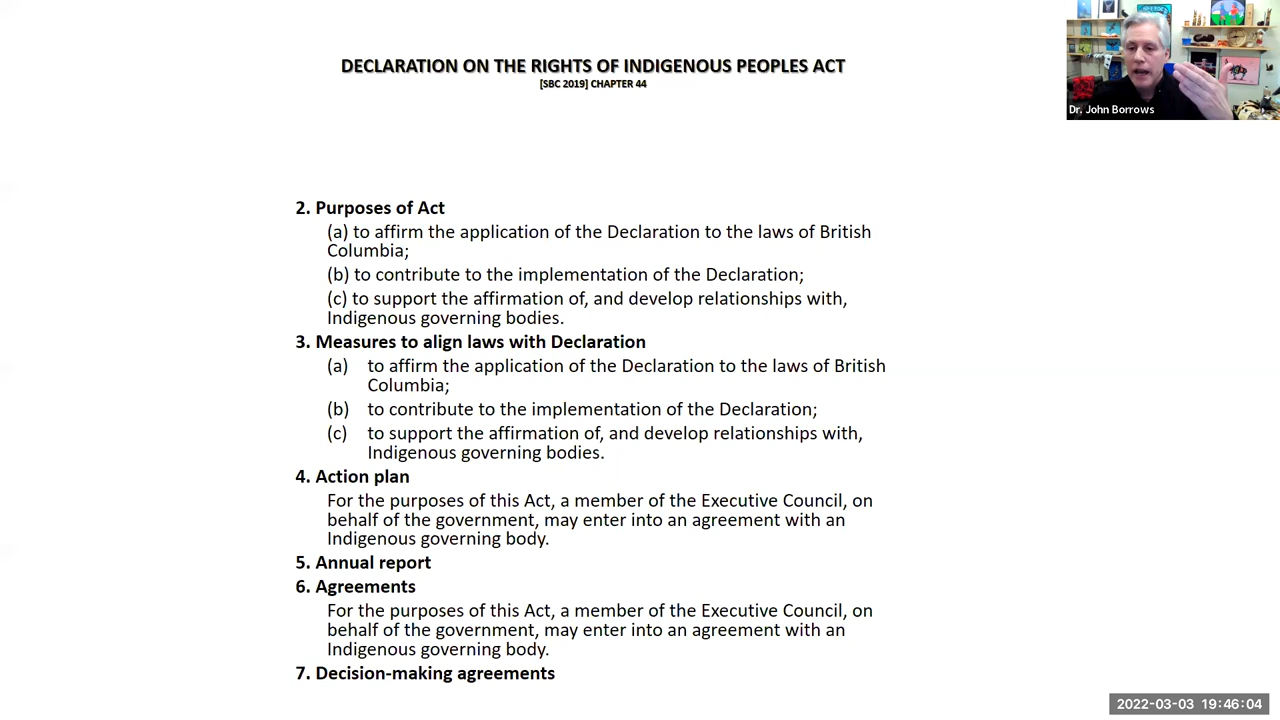 DECLARATION ON THE RIGHTS OF INDIGENOUS PEOPLES ACT
[SBC 2019] CHAPTER 44
Dr. John Borrows
2. Purposes of Act
(a) to affirm the application of the Declaration to the laws of British
Columbia;
(b) to contribute to the implementation of the Declaration;
(c) to support the affirmation of, and develop relationships with,
Indigenous governing bodies.
3. Measures to align laws with Declaration
(a) to affirm the application of the Declaration to the laws of British
Columbia;
(b) to contribute to the implementation of the Declaration;
(c) to support the affirmation of, and develop relationships with,
Indigenous governing bodies.
4. Action plan
For the purposes of this Act, a member of the Executive Council, on
behalf of the government, may enter into an agreement with an
Indigenous governing body.
5. Annual report
6. Agreements
For the purposes of this Act, a member of the Executive Council, on
behalf of the government, may enter into an agreement with an
Indigenous governing body.
7. Decision-making agreements
2022-03-03 19:46:04